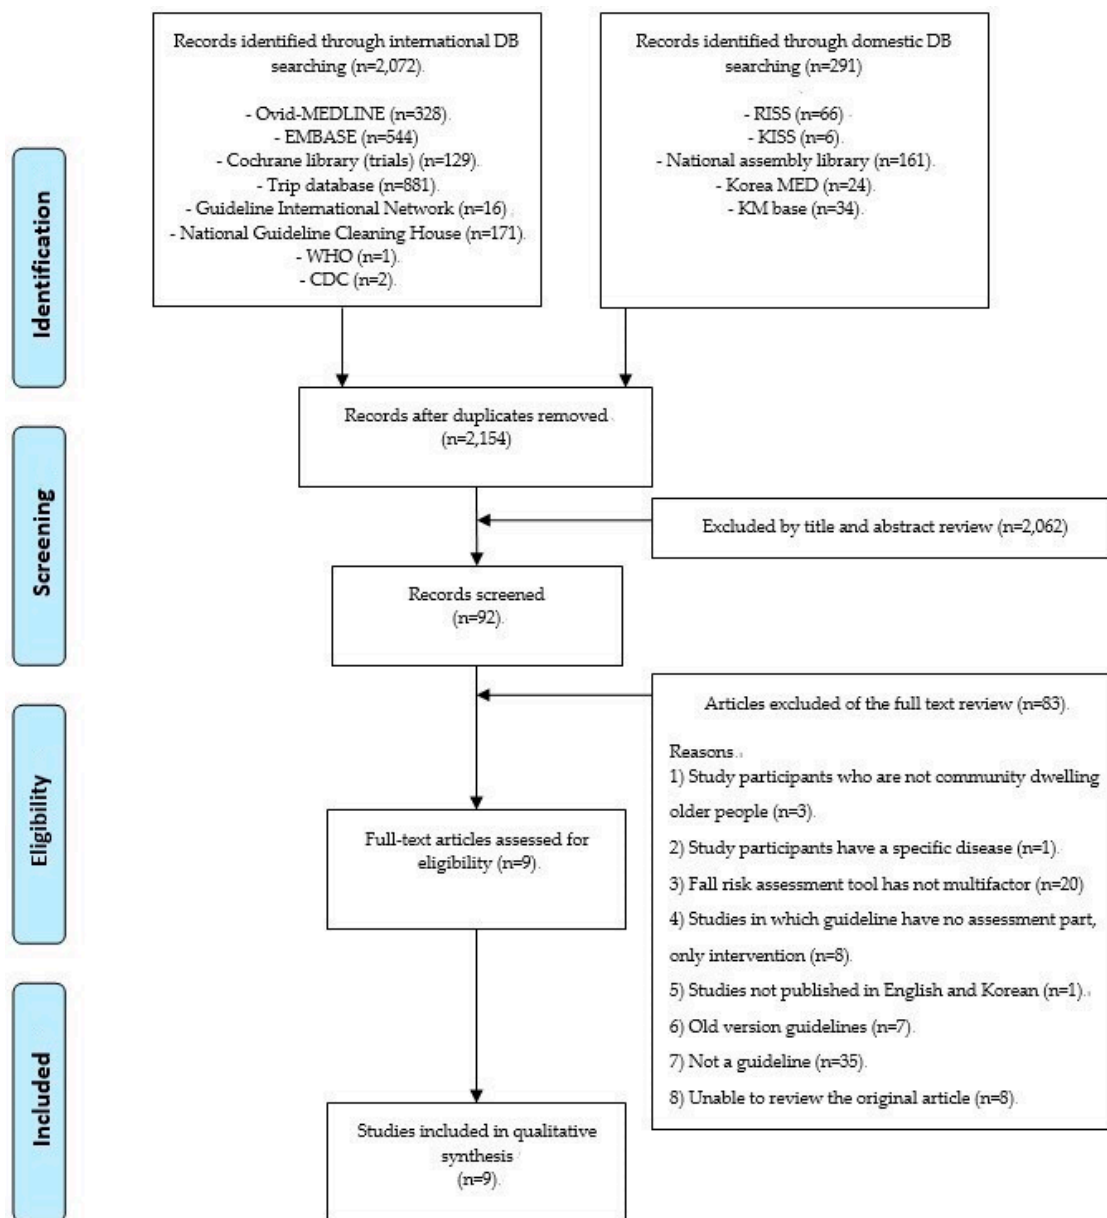 Records identified through international DB
searching (n=2,072).
- Ovid-MEDLINE (n=328).
- EMBASE (n=544)
- Cochrane library (trials) (n=129).
- Trip database (n=881).
- Guideline International Network (n=16)
- National Guideline Cleaning House (n=171).
- WHO (n=1).
- CDC (n=2).
Records identified through domestic DB
searching (n=291)
- RISS (n=66)
- KISS (n=6).
- National assembly library (n=161).
- Korea MED (n=24).
- KM base (n=34).
Identification
Records after duplicates removed
(n=2,154)
Screening
Excluded by title and abstract review (n=2,062)
Records screened
(n=92).
Eligibility
Articles excluded of the full text review (n=83).
Reasons.
1) Study participants who are not community dwelling
older people (n=3).
2) Study participants have a specific disease (n=1).
3) Fall risk assessment tool has not multifactor (n=20)
4) Studies in which guideline have no assessment part,
only intervention (n=8).
5) Studies not published in English and Korean (n=1).
6) Old version guidelines (n=7).
7) Not a guideline (n=35).
8) Unable to review the original article (n=8).
Full-text articles assessed for
eligibility (n=9).
Included
Studies included in qualitative
synthesis
(n=9).